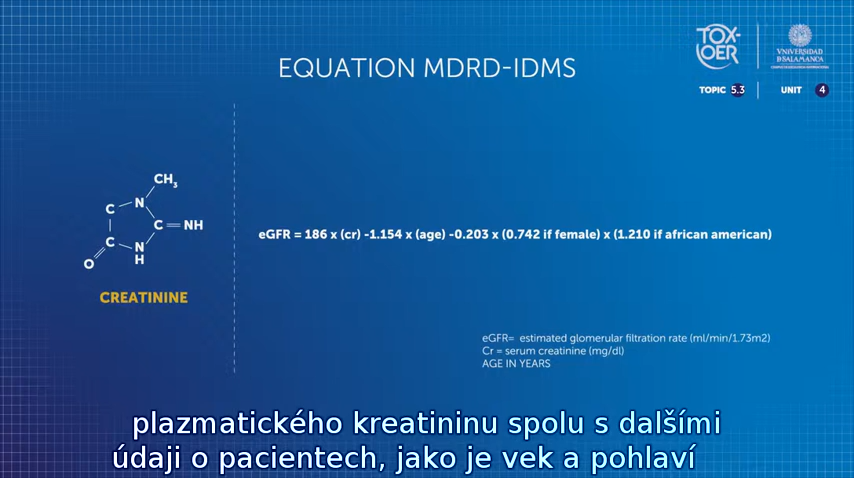 TOX-
OER
VNiVERSiDAD
D SALAMANCA
TOPIC 5.3 UNIT 4
EQUATION MDRD-IDMS
CH3
C N
C = NH
C N
O H
CREATININE
eGFR = 186 x (cr) -1.154 x (age) -0.203 x (0.742 if female) x (1.210 if african american)
eGFR= estimated glomerular filtration rate (ml/min/1.73m2)
Cr = serum creatinine (mg/dl)
AGE IN YEARS
plazmatického kreatininu spolu s dalšími
údaji o pacientech, jako je vek a pohlaví